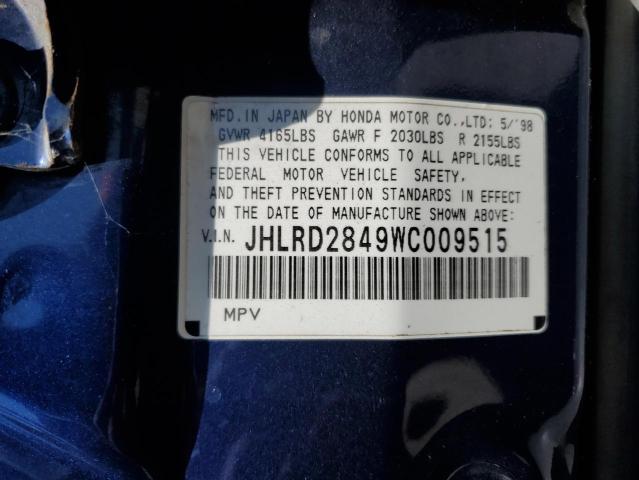 MFD. IN JAPAN BY HONDA MOTOR CO.,LTD: 5/'98
GVWR 4165LBS GAWR F 2030LBS R 2155LBS
THIS VEHICLE CONFORMS TO ALL APPLICABLE
FEDERAL MOTOR VEHICLE SAFETY,
AND THEFT PREVENTION STANDARDS IN EFFECT
ON THE DATE OF MANUFACTURE SHOWN ABOVE:
V.I.N. JHLRD2849WC009515
MPV